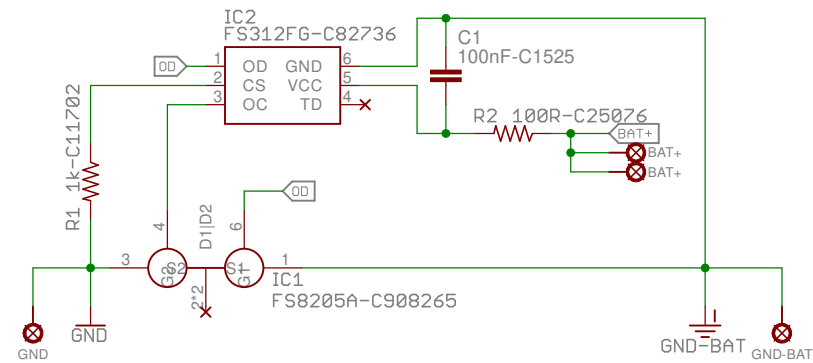 IC2
FS312FG-C82736
C1
100nF-C1525
OD
1
2
3
OD
CS
OC
GND
VCC
TD
6
5
4
R2 100R-C25076
BAT+
BAT+
BAT+
R1 1k-C11702
4
D1|D2
6
OD
3
S2
G2
S1
G1
1
2*2
IC1
FS8205A-C908265
GND
GND
GND-BAT
GND-BAT